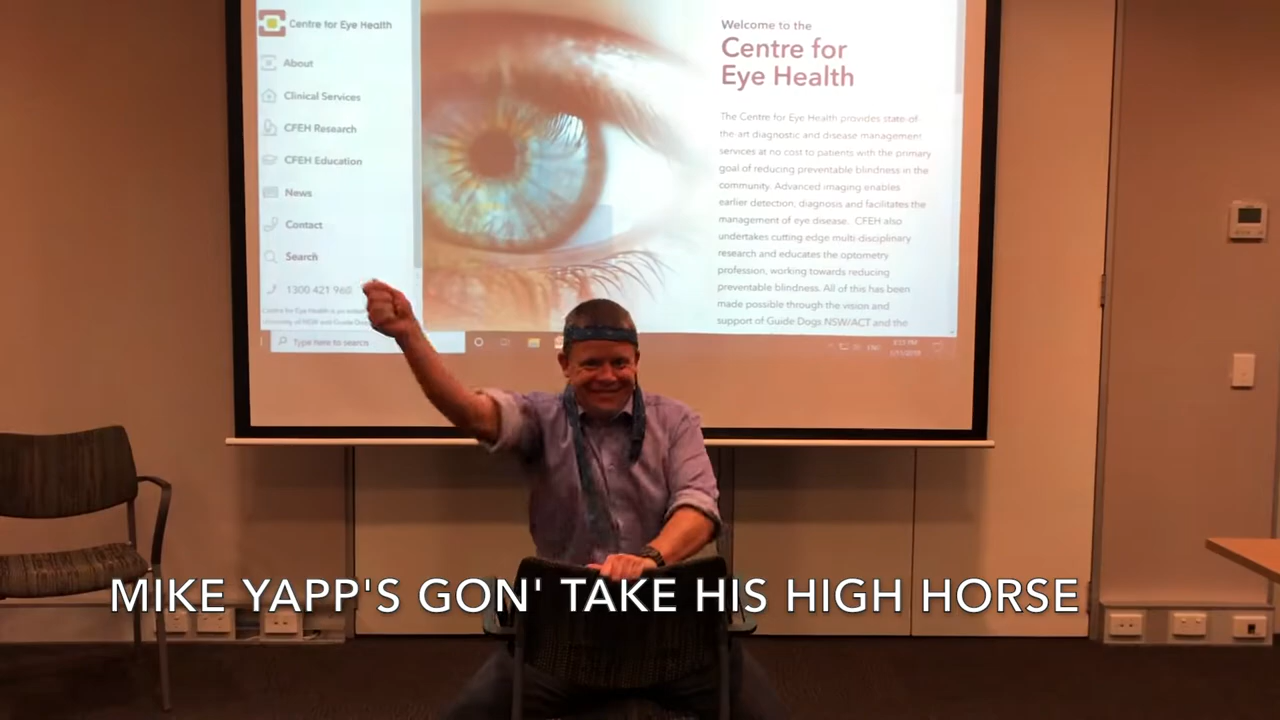 Centre for Eye Health
About
Clinical Services
CFEH Research
CFEH Education
News
Contact
Search
1300 421 960
Type here to search
Welcome to the
Centre for
Eye Health
The Centre for Eye Health provides state-of-
the-art diagnostic and disease management
services at no cost to patients with the primary
goal of reducing preventable blindness in the
community. Advanced imaging enables
earlier detection, diagnosis and facilitates the
management of eye disease. CFEH also
undertakes cutting edge multi-disciplinary
research and educates the optometry
profession, working towards reducing
preventable blindness. All of this has been
made possible through the vision and
support of Guide Dogs NSW/ACT and the
ENG
MIKE YAPP'S GON' TAKE HIS HIGH HORSE